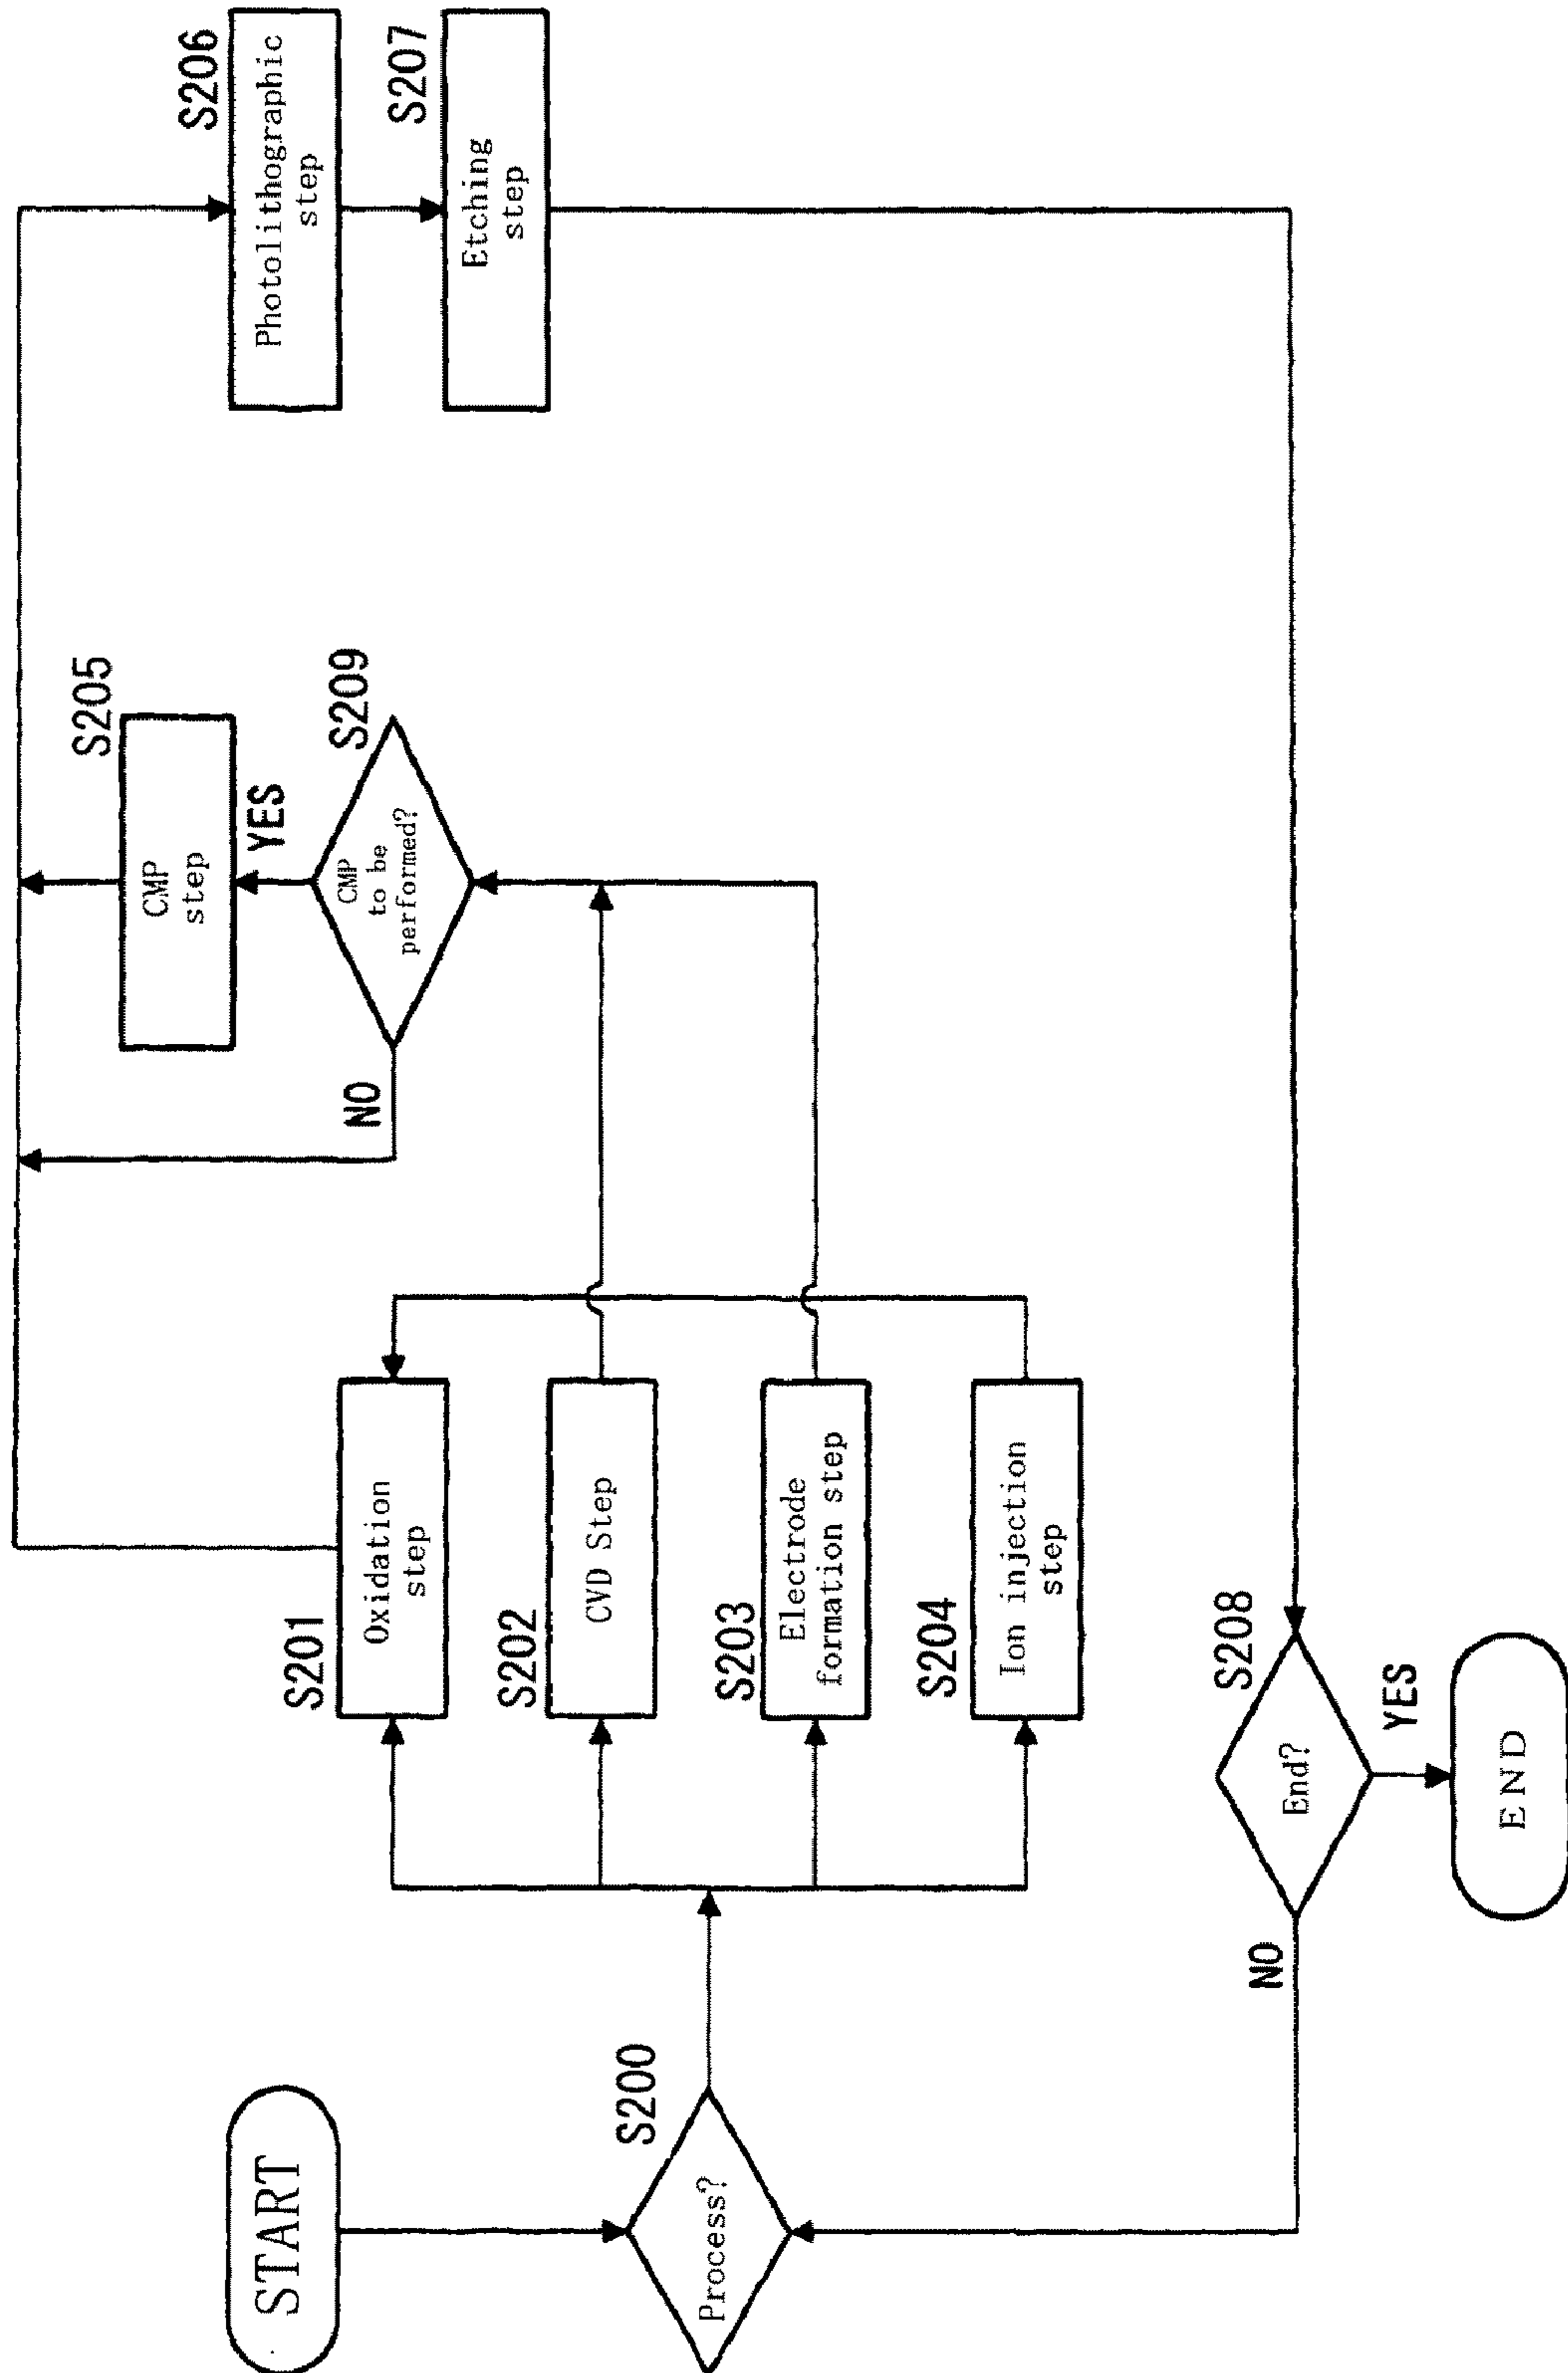 START
S200
Process?
S201
Oxidation
step
S202
CVD Step
S203
Electrode
formation step
S204
Ion injection
step
S205
CMP
step
YES
S209
CMP
to be
performed?
NO
S206
Photolithographic
step
S207
Etching
step
S208
End?
NO
YES
END